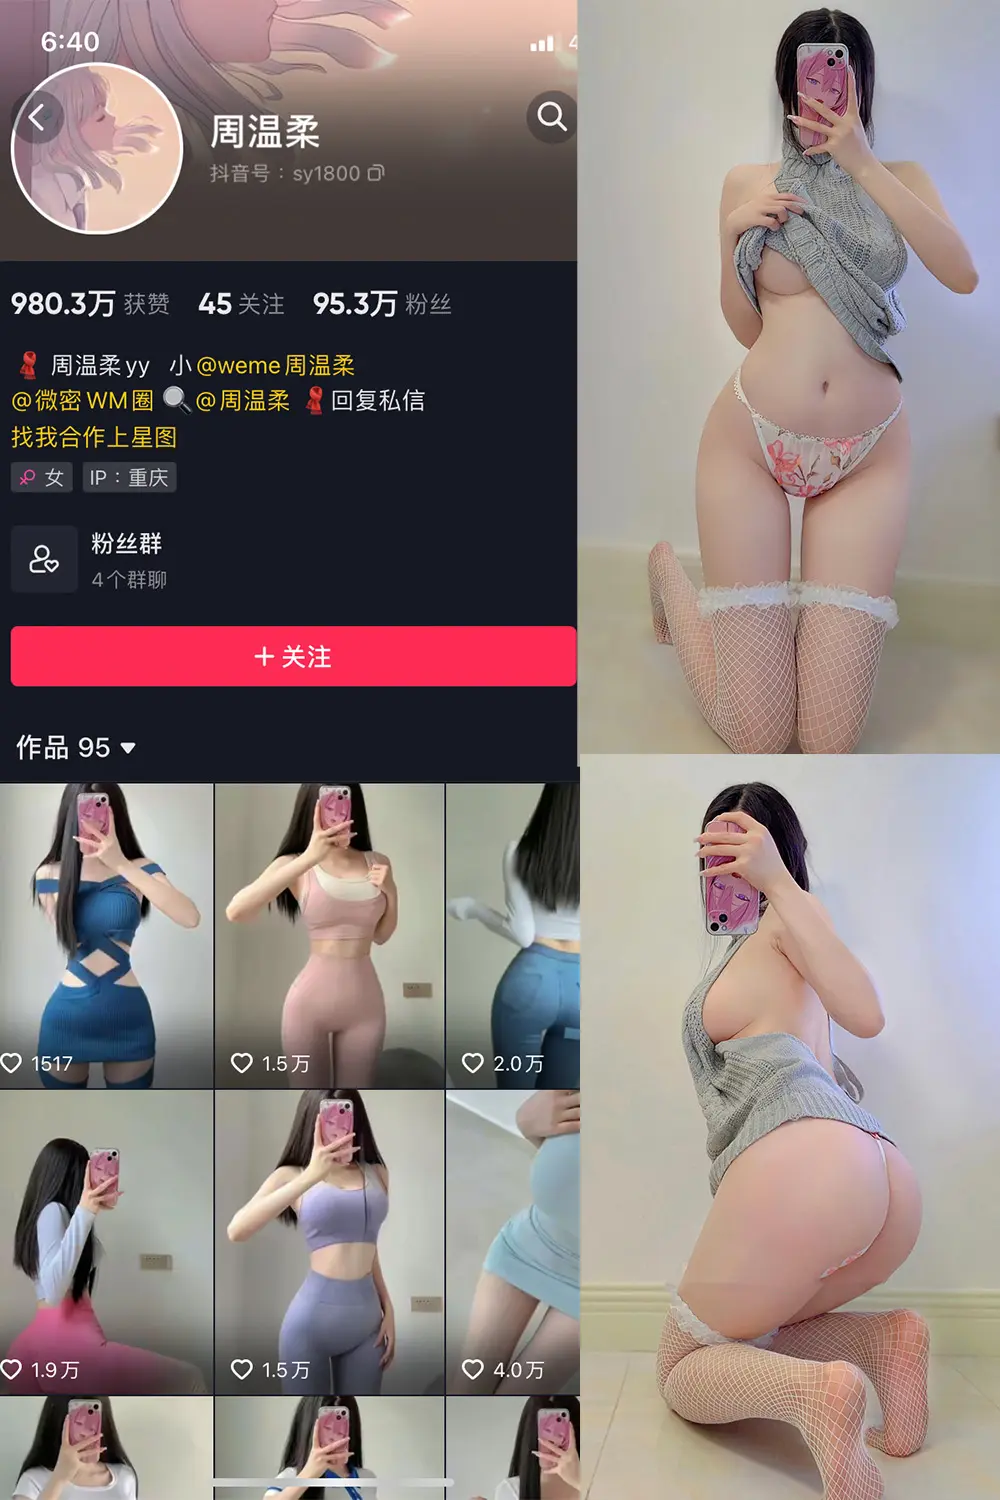 6:40
4
周温柔
抖音号：sy1800
980.3万 获赞 45 关注 95.3万 粉丝
周温柔yy 小 @weme周温柔
@微密WM圈 🔍 @周温柔 回复私信
找我合作上星图
女 IP：重庆
粉丝群
4个群聊
+ 关注
作品 95
1517 1.5万 2.0万
1.9万 1.5万 4.0万